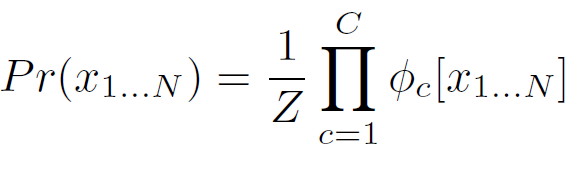 Pr(x_{1...N}) = \frac{1}{Z} \prod_{c=1}^{C} \phi_c[x_{1...N}]